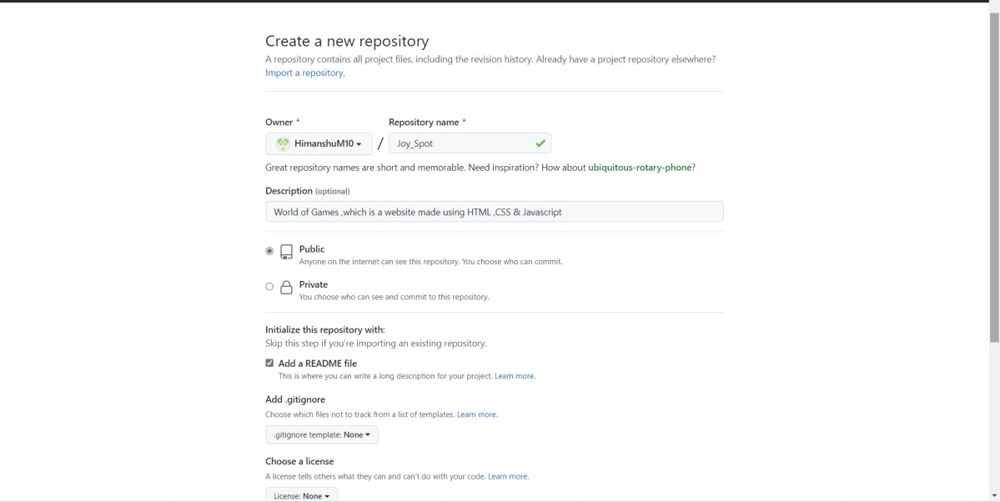 Create a new repository
A repository contains all project files, including the revision history. Already have a project repository elsewhere?
Import a repository.
Owner * Repository name *
HimanshuM10 / Joy_Spot
Great repository names are short and memorable. Need inspiration? How about ubiquitous-rotary-phone?
Description (optional)
World of Games ,which is a website made using HTML ,CSS & Javascript
Public
Anyone on the internet can see this repository. You choose who can commit.
Private
You choose who can see and commit to this repository.
Initialize this repository with:
Skip this step if you're importing an existing repository.
Add a README file
This is where you can write a long description for your project. Learn more.
Add .gitignore
Choose which files not to track from a list of templates. Learn more.
.gitignore template: None
Choose a license
A license tells others what they can and can't do with your code. Learn more.
License: None